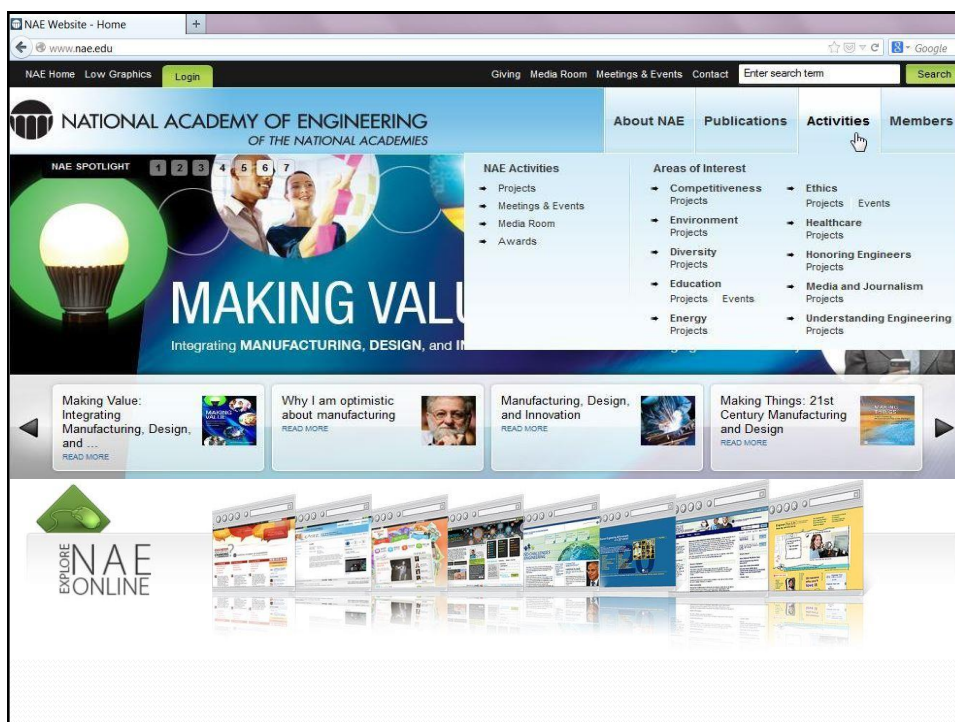 NAE Website - Home
+
www.nae.edu
Google
NAE Home Low Graphics Login
Giving Media Room Meetings & Events Contact Enter search term Search
NATIONAL ACADEMY OF ENGINEERING
OF THE NATIONAL ACADEMIES
About NAE Publications Activities Members
NAE SPOTLIGHT 1 2 3 4 5 6 7
NAE Activities
Projects
Meetings & Events
Media Room
Awards
Areas of Interest
Competitiveness
Projects
Environment
Projects
Diversity
Projects
Education
Projects Events
Energy
Projects
Ethics
Projects Events
Healthcare
Projects
Honoring Engineers
Projects
Media and Journalism
Projects
Understanding Engineering
Projects
MAKING VALU
Integrating MANUFACTURING, DESIGN, and IN
Making Value:
Integrating
Manufacturing, Design,
and ...
READ MORE
MAKING
VALUE
Why I am optimistic
about manufacturing
READ MORE
Manufacturing, Design,
and Innovation
READ MORE
Making Things: 21st
Century Manufacturing
and Design
READ MORE
MAKING
THINGS
EXPLORE
NAE
ONLINE